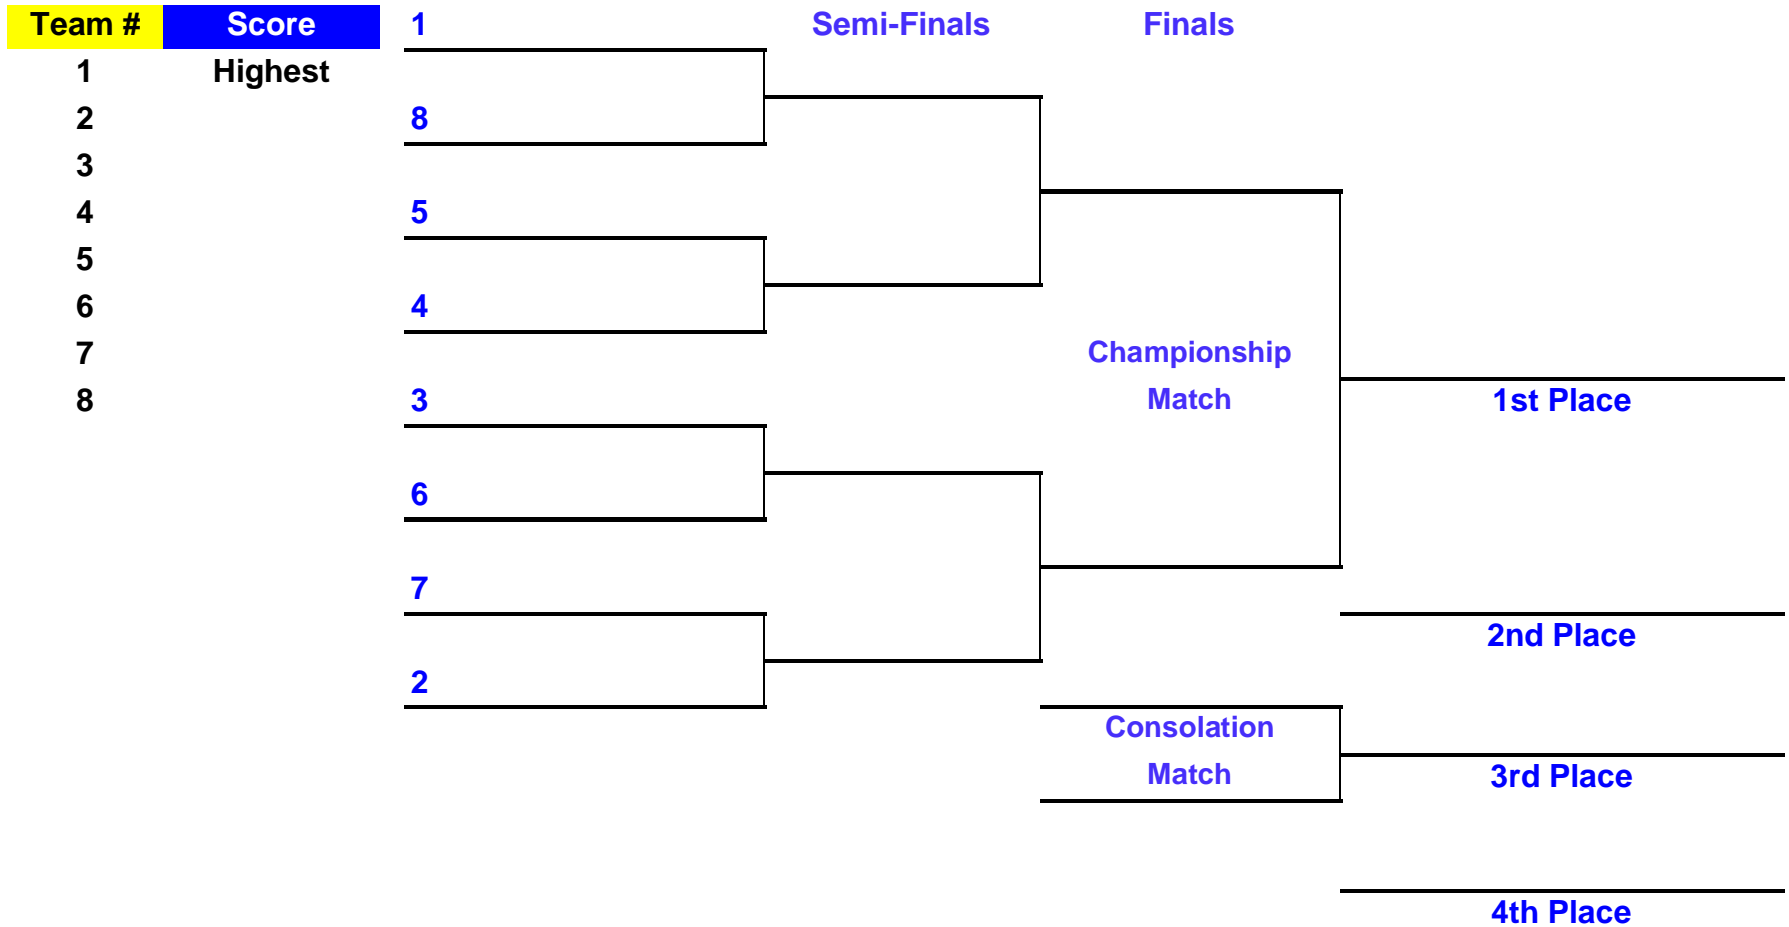 Team # Score 1 Semi-Finals Finals
1 Highest
2 8
3
4 5
5
6 4
7 Championship
8 3 Match 1st Place
6
7
2nd Place
2
Consolation
Match 3rd Place
4th Place